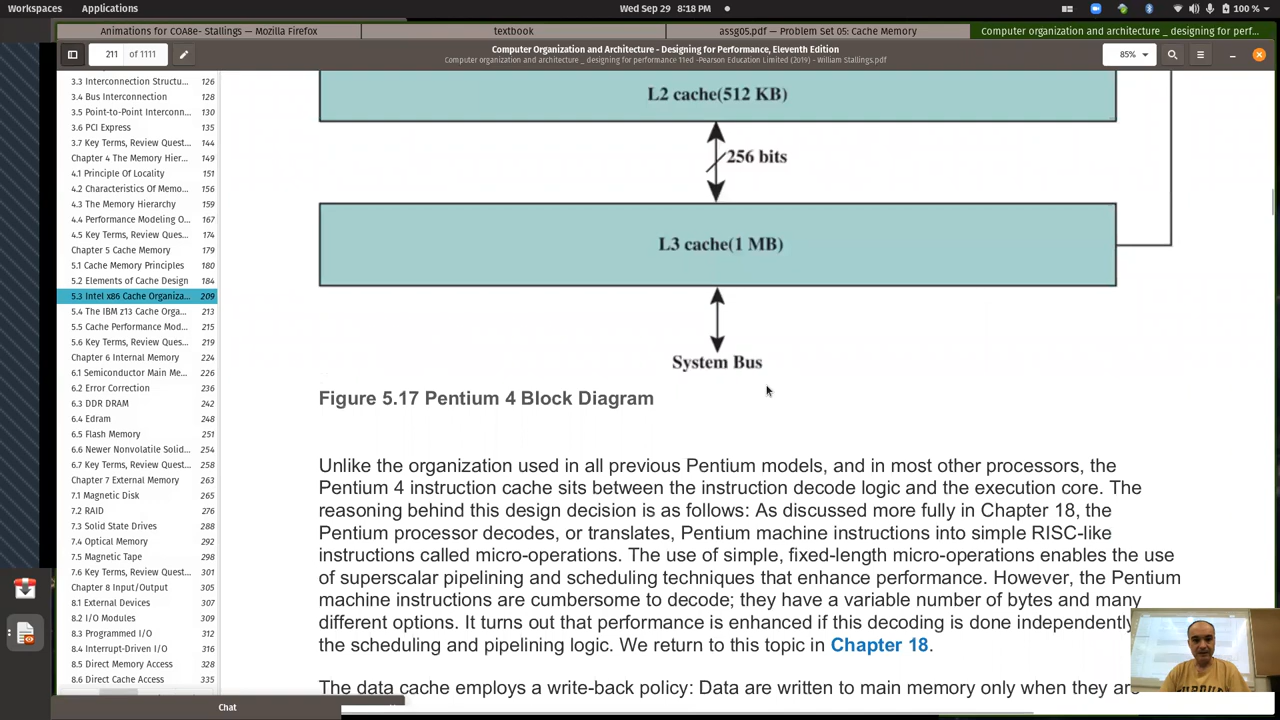 Workspaces
Applications
Wed Sep 29 8:18 PM
100 %
Animations for COA8e- Stallings — Mozilla Firefox
textbook
assg05.pdf — Problem Set 05: Cache Memory
Computer organization and architecture _ designing for perf...
211 of 1111
Computer Organization and Architecture - Designing for Performance, Eleventh Edition
Computer organization and architecture _ designing for performance 11ed -Pearson Education Limited (2019) - William Stallings.pdf
85%
3.3 Interconnection Structu... 126
3.4 Bus Interconnection 128
3.5 Point-to-Point Interconn... 130
3.6 PCI Express 135
3.7 Key Terms, Review Quest... 144
Chapter 4 The Memory Hier... 149
4.1 Principle Of Locality 151
4.2 Characteristics Of Memo... 156
4.3 The Memory Hierarchy 159
4.4 Performance Modeling O... 167
4.5 Key Terms, Review Ques... 174
Chapter 5 Cache Memory 179
5.1 Cache Memory Principles 180
5.2 Elements of Cache Design 184
5.3 Intel x86 Cache Organiza... 209
5.4 The IBM z13 Cache Orga... 213
5.5 Cache Performance Mod... 215
5.6 Key Terms, Review Ques... 219
Chapter 6 Internal Memory 224
6.1 Semiconductor Main Me... 226
6.2 Error Correction 236
6.3 DDR DRAM 242
6.4 Edram 248
6.5 Flash Memory 251
6.6 Newer Nonvolatile Solid... 254
6.7 Key Terms, Review Quest... 258
Chapter 7 External Memory 263
7.1 Magnetic Disk 265
7.2 RAID 276
7.3 Solid State Drives 288
7.4 Optical Memory 292
7.5 Magnetic Tape 298
7.6 Key Terms, Review Quest... 301
Chapter 8 Input/Output 305
8.1 External Devices 307
8.2 I/O Modules 309
8.3 Programmed I/O 312
8.4 Interrupt-Driven I/O 316
8.5 Direct Memory Access 328
8.6 Direct Cache Access 335
L2 cache(512 KB)
256 bits
L3 cache(1 MB)
System Bus
Figure 5.17 Pentium 4 Block Diagram
Unlike the organization used in all previous Pentium models, and in most other processors, the
Pentium 4 instruction cache sits between the instruction decode logic and the execution core. The
reasoning behind this design decision is as follows: As discussed more fully in Chapter 18, the
Pentium processor decodes, or translates, Pentium machine instructions into simple RISC-like
instructions called micro-operations. The use of simple, fixed-length micro-operations enables the use
of superscalar pipelining and scheduling techniques that enhance performance. However, the Pentium
machine instructions are cumbersome to decode; they have a variable number of bytes and many
different options. It turns out that performance is enhanced if this decoding is done independently
the scheduling and pipelining logic. We return to this topic in Chapter 18.
The data cache employs a write-back policy: Data are written to main memory only when they are
Chat